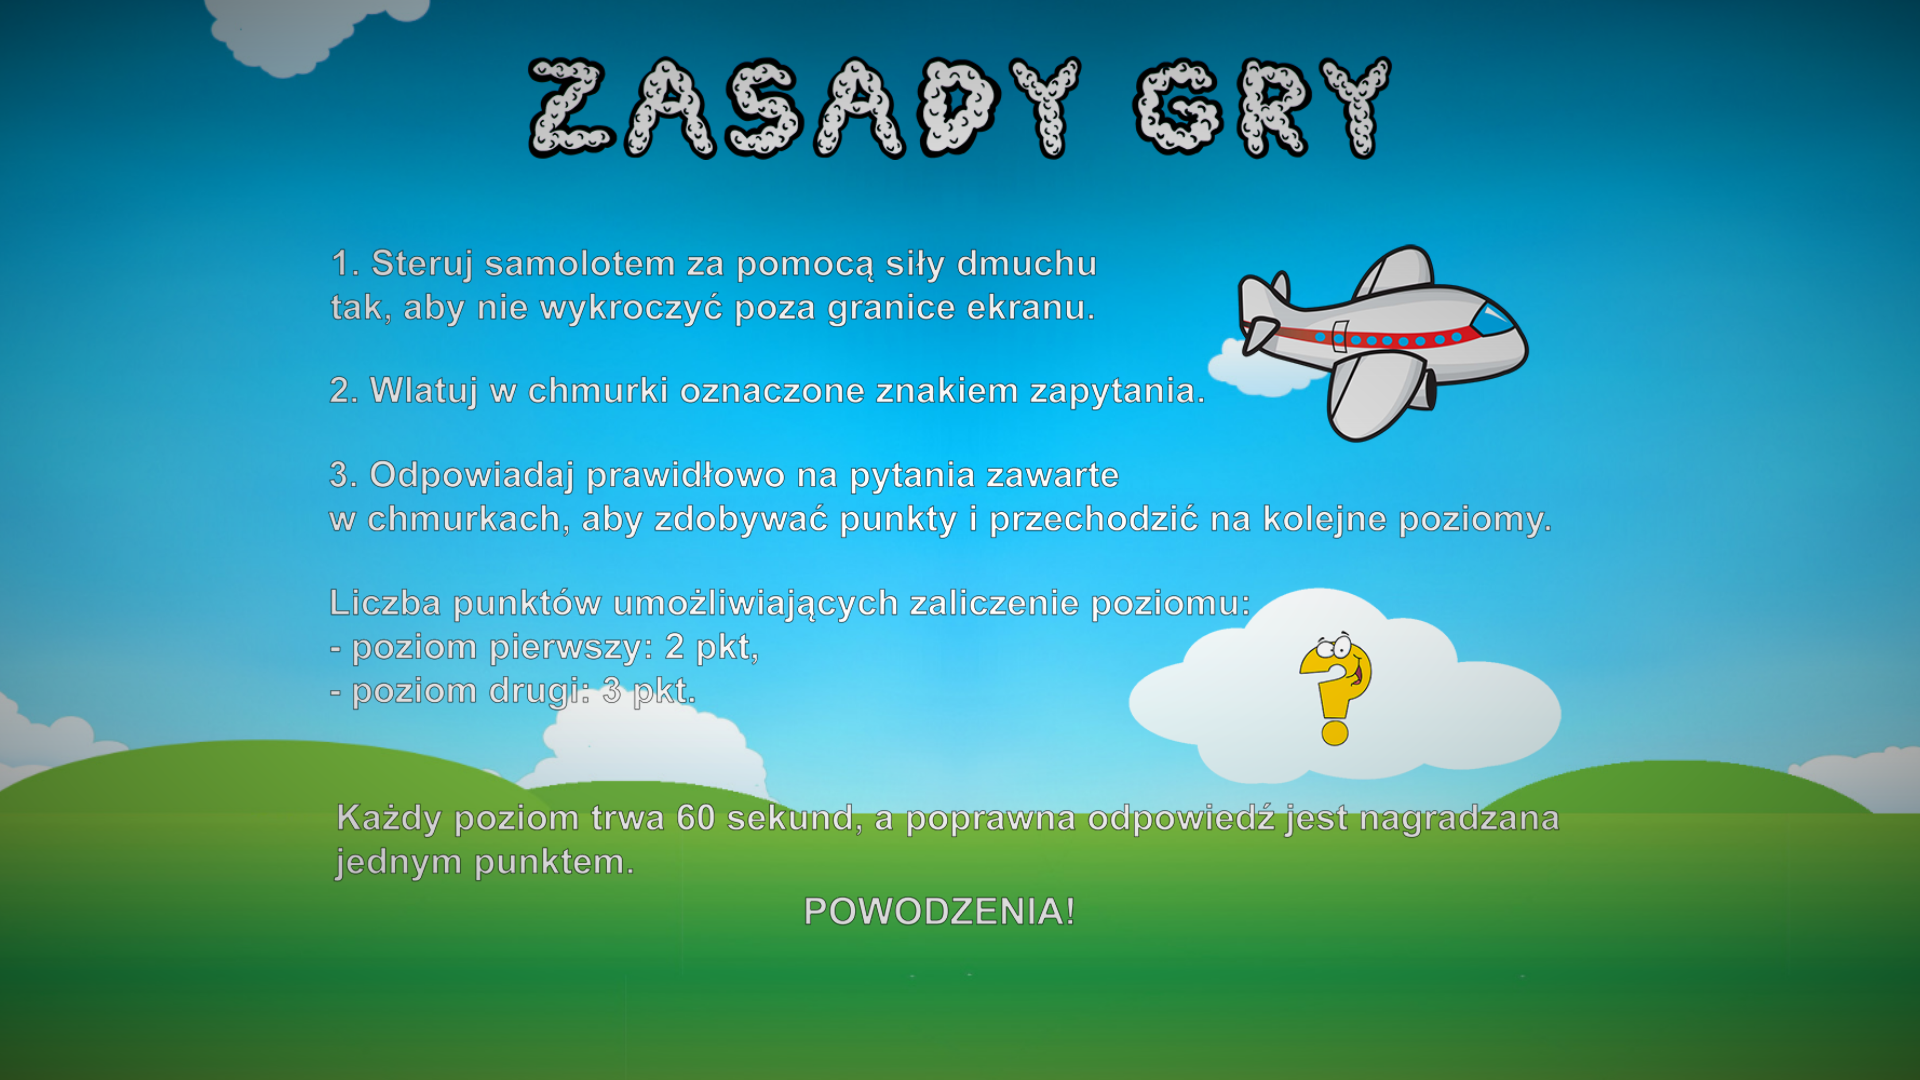 ZASADY GRY
1. Steruj samolotem za pomocą siły dmuchu
tak, aby nie wykroczyć poza granice ekranu.
2. Wlatuj w chmurki oznaczone znakiem zapytania.
3. Odpowiadaj prawidłowo na pytania zawarte
w chmurkach, aby zdobywać punkty i przechodzić na kolejne poziomy.
Liczba punktów umożliwiających zaliczenie poziomu:
- poziom pierwszy: 2 pkt,
- poziom drugi: 3 pkt.
?
Każdy poziom trwa 60 sekund, a poprawna odpowiedź jest nagradzana
jednym punktem.
POWODZENIA!